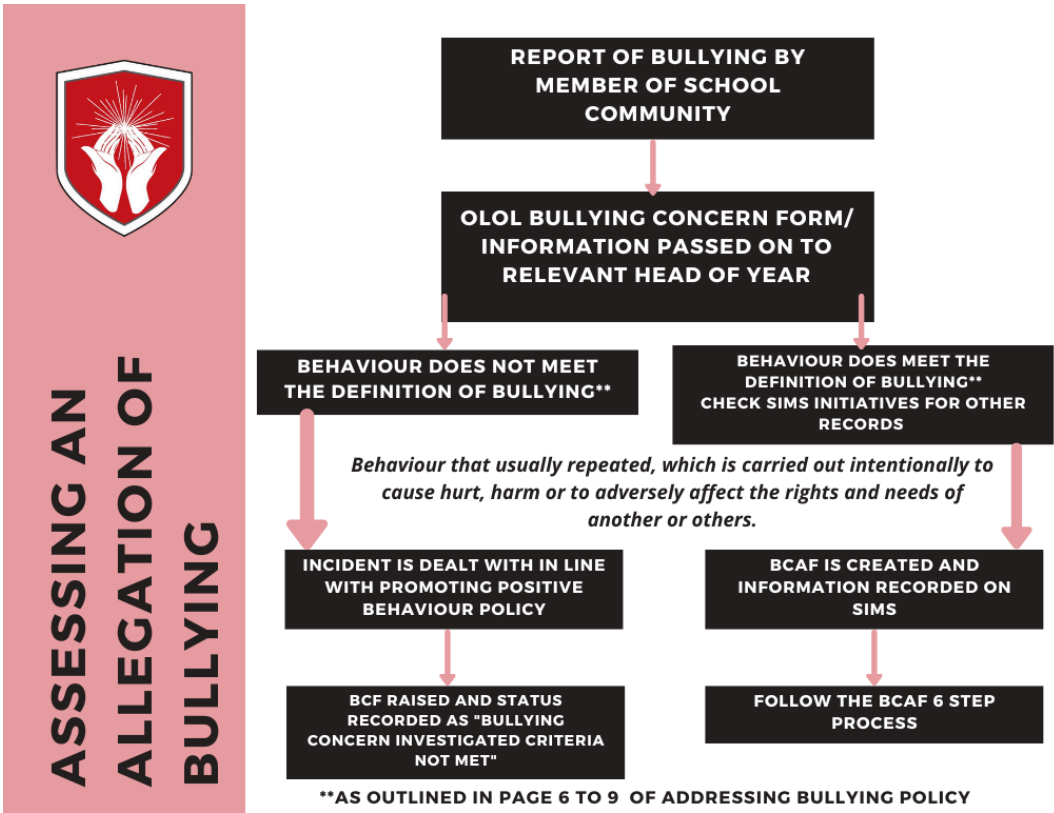 ASSESSING AN
ALLEGATION OF
BULLYING
REPORT OF BULLYING BY
MEMBER OF SCHOOL
COMMUNITY
OLOL BULLYING CONCERN FORM/
INFORMATION PASSED ON TO
RELEVANT HEAD OF YEAR
BEHAVIOUR DOES NOT MEET
THE DEFINITION OF BULLYING**
BEHAVIOUR DOES MEET THE
DEFINITION OF BULLYING**
CHECK SIMS INITIATIVES FOR OTHER
RECORDS
Behaviour that usually repeated, which is carried out intentionally to
cause hurt, harm or to adversely affect the rights and needs of
another or others.
INCIDENT IS DEALT WITH IN LINE
WITH PROMOTING POSITIVE
BEHAVIOUR POLICY
BCAF IS CREATED AND
INFORMATION RECORDED ON
SIMS
BCF RAISED AND STATUS
RECORDED AS "BULLYING
CONCERN INVESTIGATED CRITERIA
NOT MET"
FOLLOW THE BCAF 6 STEP
PROCESS
**AS OUTLINED IN PAGE 6 TO 9 OF ADDRESSING BULLYING POLICY